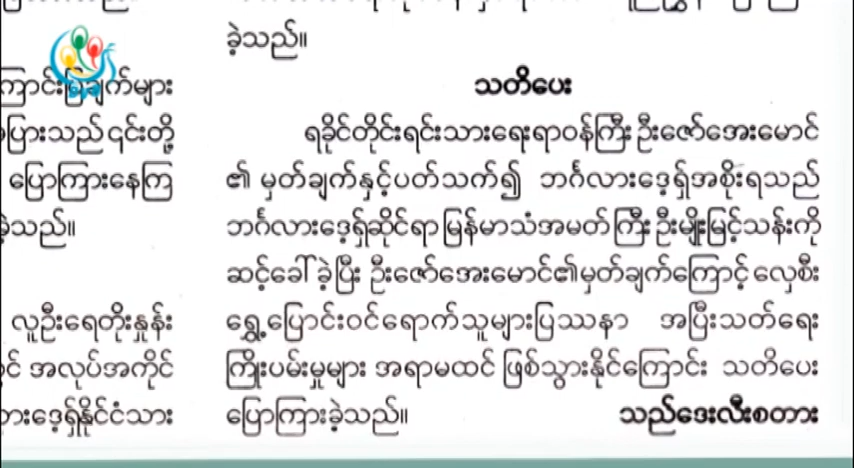 ခဲ့သည်။
ကြောင်းပြချက်များ
ပြားသည်၎င်းတို့
ပြောကြားနေကြ
ခဲ့သည်။
လူဦးရေတိုးနှုန်း
အလုပ်အကိုင်
ဒေ့ရှ်နိုင်ငံသား
သတိပေး
ရခိုင်တိုင်းရင်းသားရေးရာဝန်ကြီး ဦးဇော်အေးမောင်
၏ မှတ်ချက်နှင့်ပတ်သက်၍ ဘင်္ဂလားဒေ့ရှ်အစိုးရသည်
ဘင်္ဂလားဒေ့ရှ်ဆိုင်ရာ မြန်မာသံအမတ်ကြီး ဦးမျိုးမြင့်သန်းကို
ဆင့်ခေါ်ခဲ့ပြီး ဦးဇော်အေးမောင်၏မှတ်ချက်ကြောင့် လှေစီး
ရွှေ့ပြောင်းဝင်ရောက်သူများပြဿနာ အပြီးသတ်ရေး
ကြိုးပမ်းမှုများ အရာမထင် ဖြစ်သွားနိုင်ကြောင်း သတိပေး
ပြောကြားခဲ့သည်။ သည်ဒေးလီးစတား